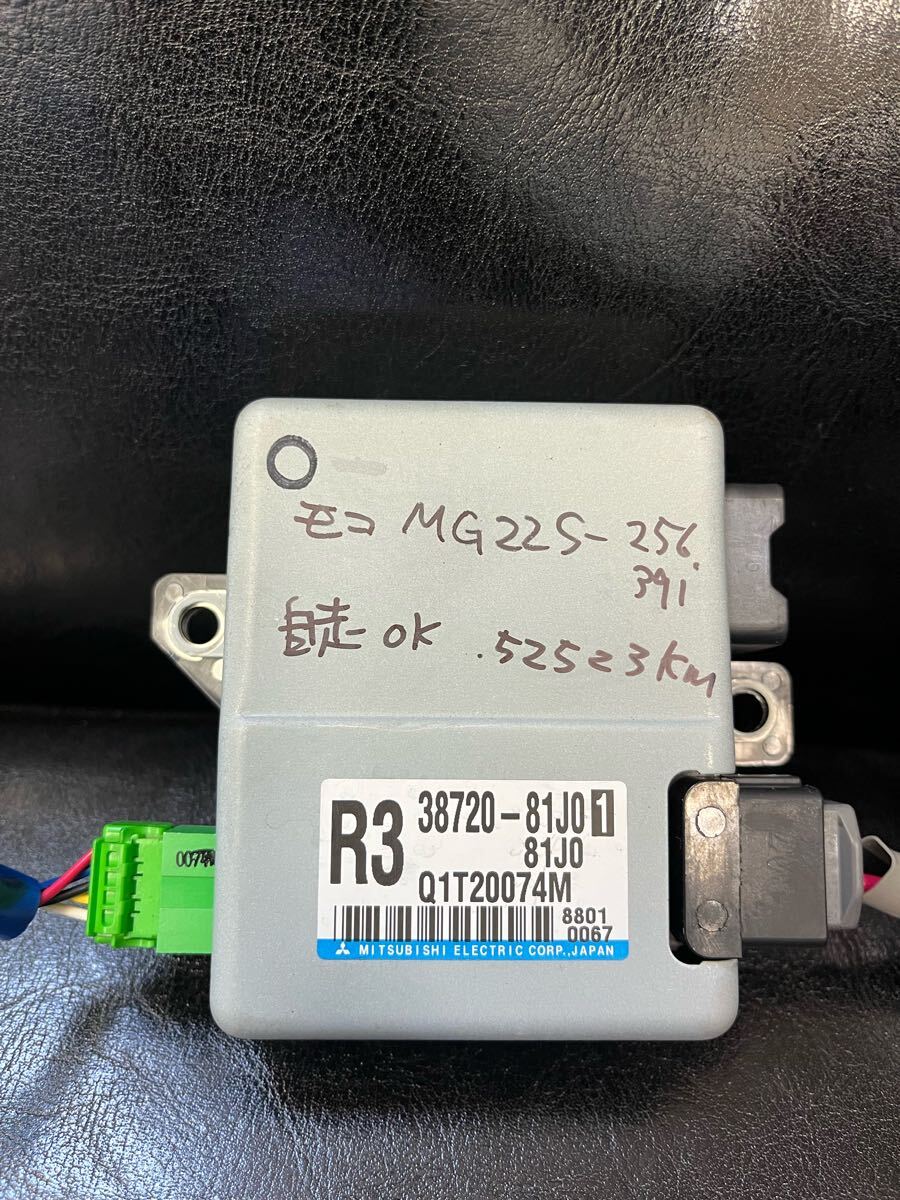 モコ MG22S-256
391
自走OK .52523km
R3 38720-81J01
81J0
Q1T20074M
8801
0067
MITSUBISHI ELECTRIC CORP.,JAPAN